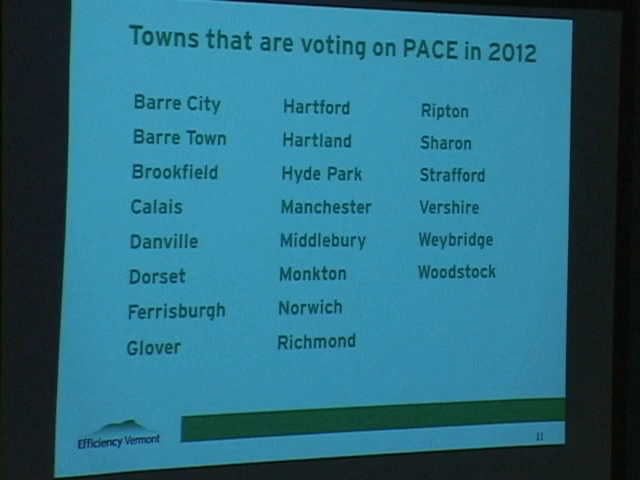 Towns that are voting on PACE in 2012
Barre City
Barre Town
Brookfield
Calais
Danville
Dorset
Ferrisburgh
Glover
Hartford
Hartland
Hyde Park
Manchester
Middlebury
Monkton
Norwich
Richmond
Ripton
Sharon
Strafford
Vershire
Weybridge
Woodstock
Efficiency Vermont
11